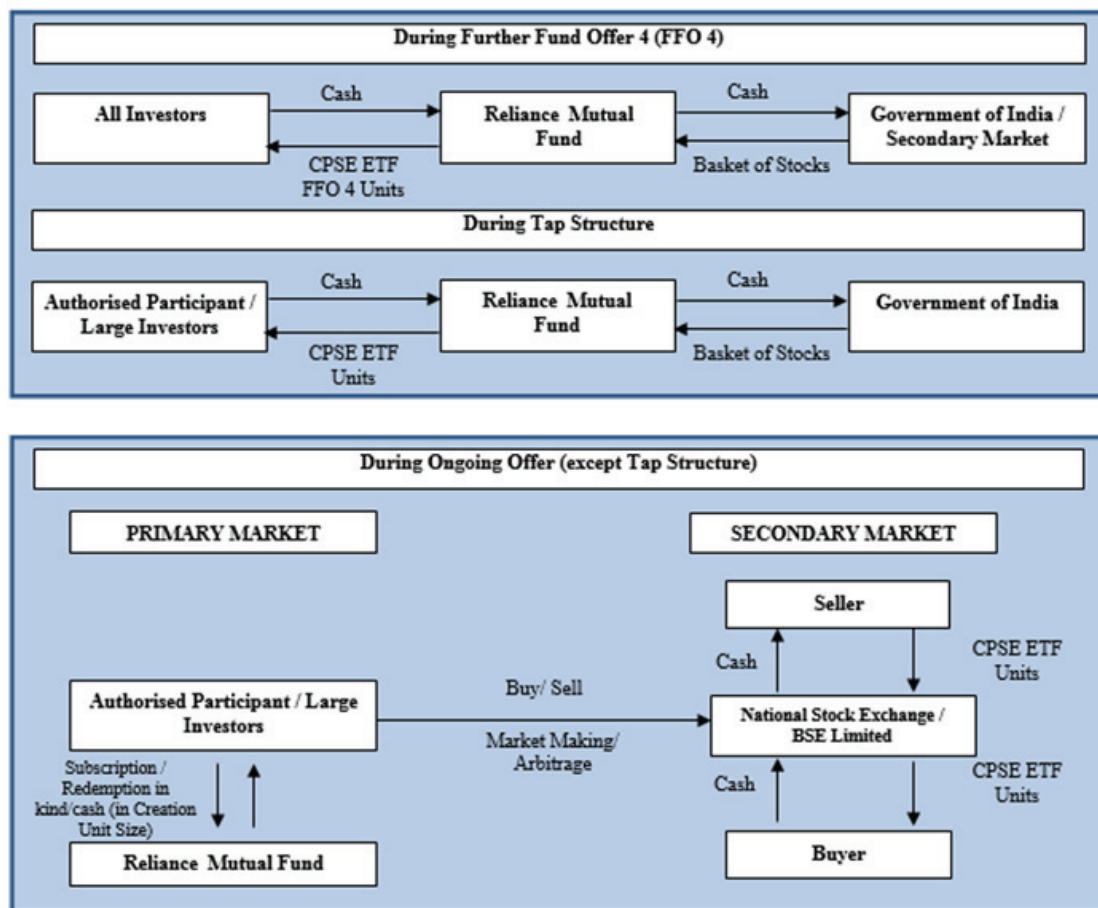 During Further Fund Offer 4 (FFO 4)
All Investors
Cash
CPSE ETF
FFO 4 Units
Reliance Mutual
Fund
Cash
Basket of Stocks
Government of India /
Secondary Market
During Tap Structure
Authorised Participant /
Large Investors
Cash
CPSE ETF
Units
Reliance Mutual
Fund
Cash
Basket of Stocks
Government of India
During Ongoing Offer (except Tap Structure)
PRIMARY MARKET
SECONDARY MARKET
Seller
Cash
CPSE ETF
Units
Authorised Participant / Large
Investors
Buy/ Sell
Market Making/
Arbitrage
National Stock Exchange /
BSE Limited
Subscription /
Redemption in
kind/cash (in Creation
Unit Size)
Cash
CPSE ETF
Units
Reliance Mutual Fund
Buyer